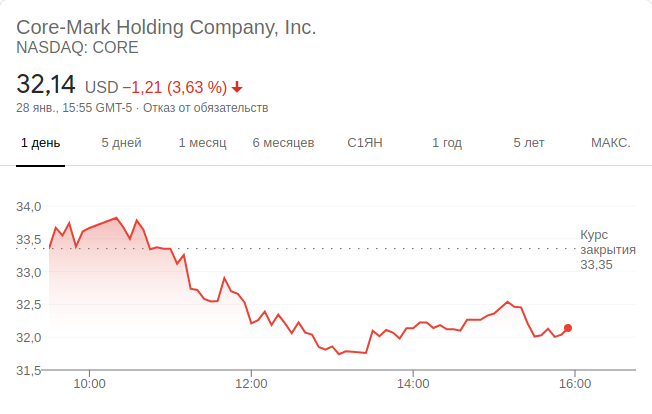 Core-Mark Holding Company, Inc.
NASDAQ: CORE
32,14 USD −1,21 (3,63 %)
28 янв., 15:55 GMT-5 · Отказ от обязательств
1 день 5 дней 1 месяц 6 месяцев С1ЯН 1 год 5 лет МАКС.
34,0
33,5
33,0
32,5
32,0
31,5
Курс
закрытия
33,35
10:00 12:00 14:00 16:00